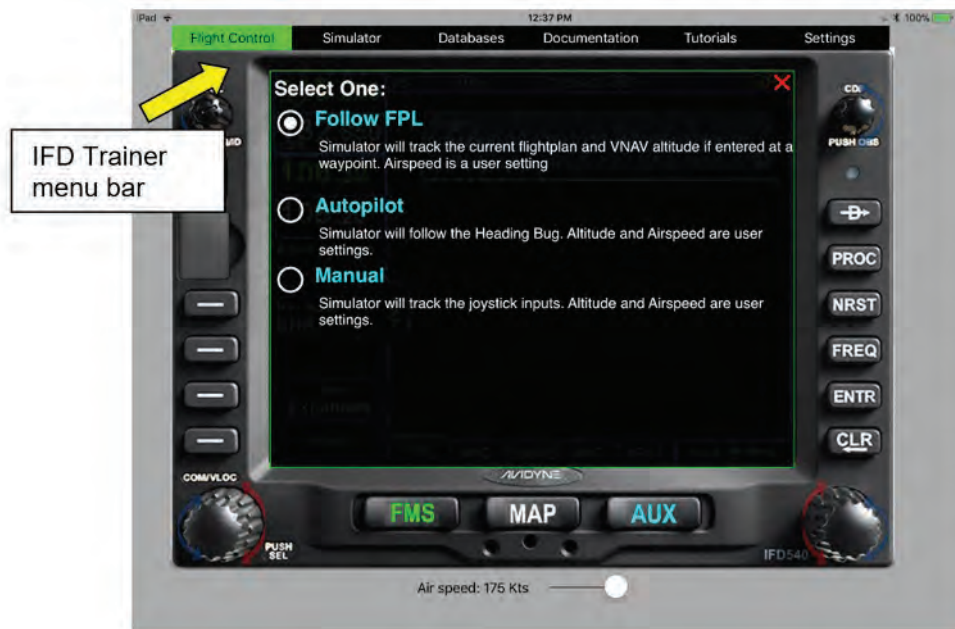 iPad
12:37 PM
100%
Flight Control
Simulator
Databases
Documentation
Tutorials
Settings
IFD Trainer
menu bar
Select One:
Follow FPL
Simulator will track the current flightplan and VNAV altitude if entered at a
waypoint. Airspeed is a user setting
Autopilot
Simulator will follow the Heading Bug. Altitude and Airspeed are user
settings.
Manual
Simulator will track the joystick inputs. Altitude and Airspeed are user
settings.
PUSH OBS
PROC
NRST
FREQ
ENTR
CLR
COM/VLOC
AVIDYNE
FMS
MAP
AUX
PUSH
SEL
IFD540
Air speed: 175 Kts